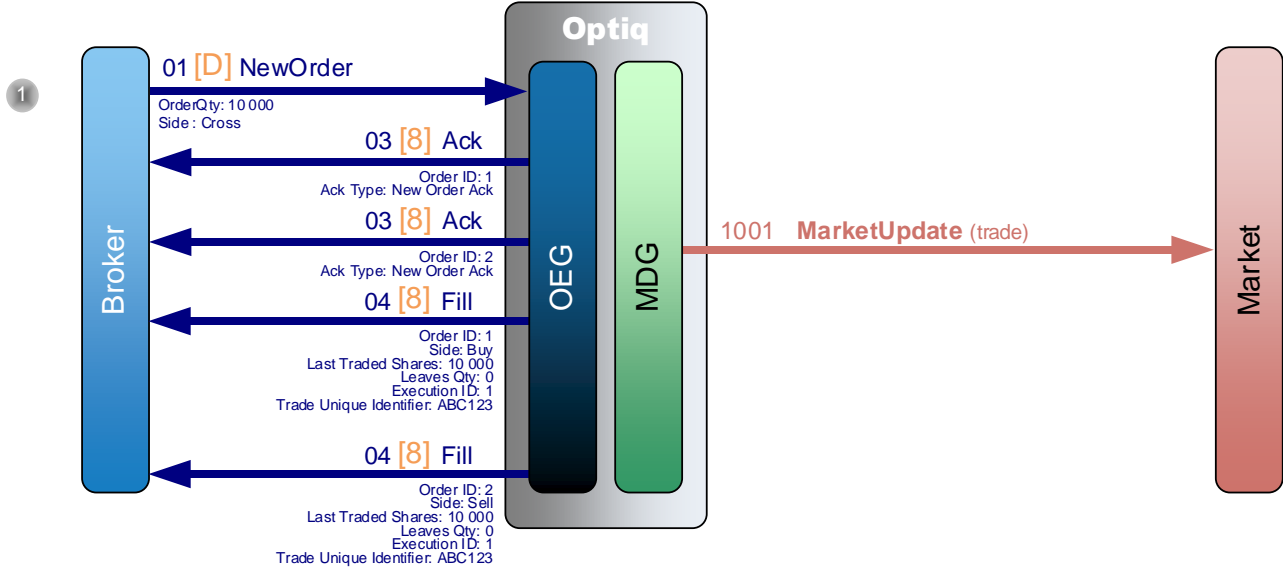 Optiq
1
01 [D] NewOrder
OrderQty: 10 000
Side : Cross
03 [8] Ack
Order ID: 1
Ack Type: New Order Ack
03 [8] Ack
Order ID: 2
Ack Type: New Order Ack
04 [8] Fill
Order ID: 1
Side: Buy
Last Traded Shares: 10 000
Leaves Qty: 0
Execution ID: 1
Trade Unique Identifier: ABC123
04 [8] Fill
Order ID: 2
Side: Sell
Last Traded Shares: 10 000
Leaves Qty: 0
Execution ID: 1
Trade Unique Identifier: ABC123
Broker
OEG
MDG
1001 MarketUpdate (trade)
Market